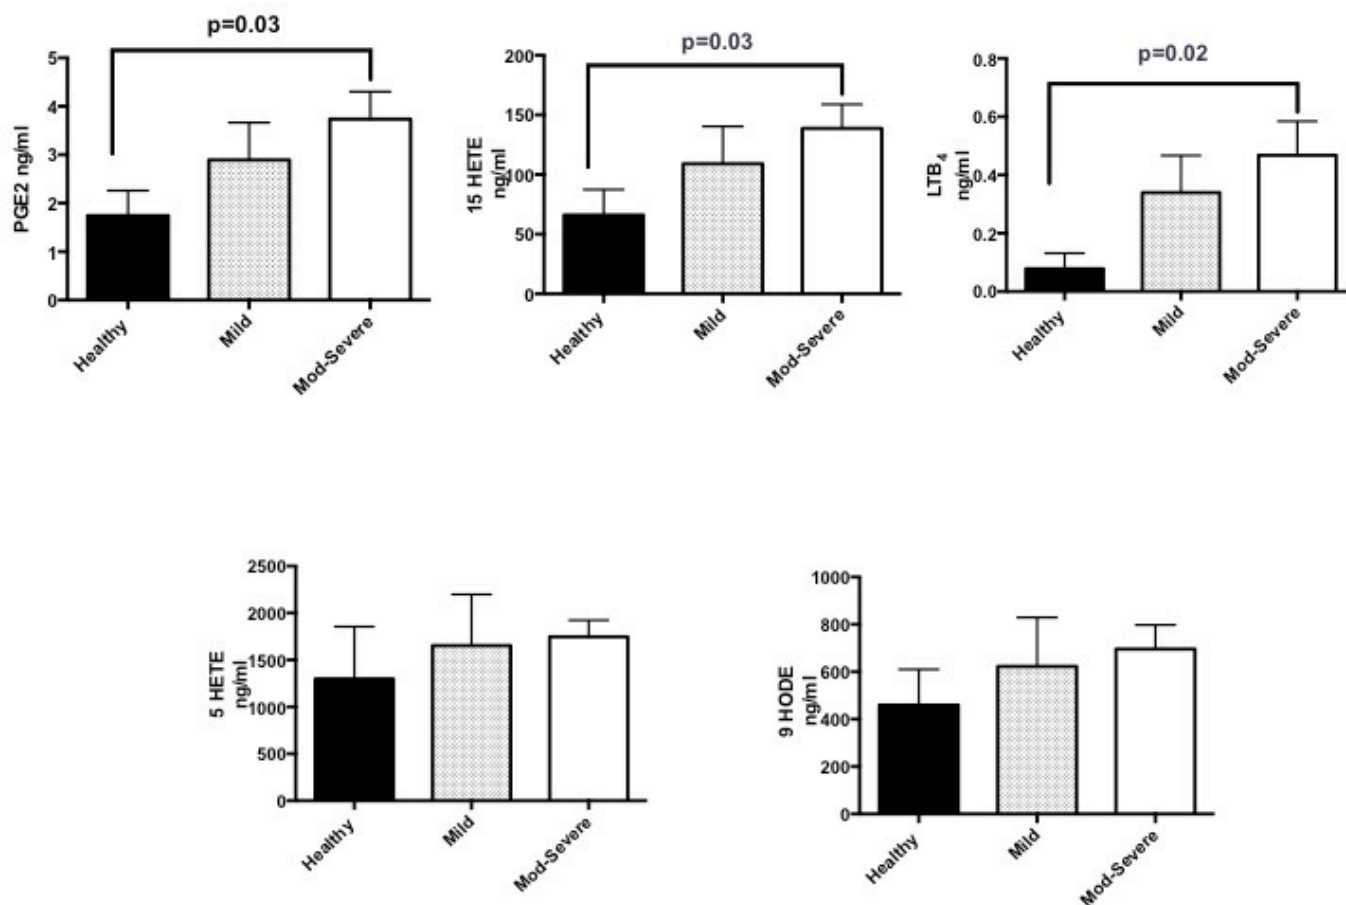 p=0.03
PGE2 ng/ml
5
4
3
2
1
0
Healthy
Mild
Mod-Severe
p=0.03
15 HETE
ng/ml
200
150
100
50
0
Healthy
Mild
Mod-Severe
p=0.02
LTB4
ng/ml
0.8
0.6
0.4
0.2
0.0
Healthy
Mild
Mod-Severe
5 HETE
ng/ml
2500
2000
1500
1000
500
0
Healthy
Mild
Mod-Severe
9 HODE
ng/ml
1000
800
600
400
200
0
Healthy
Mild
Mod-Severe